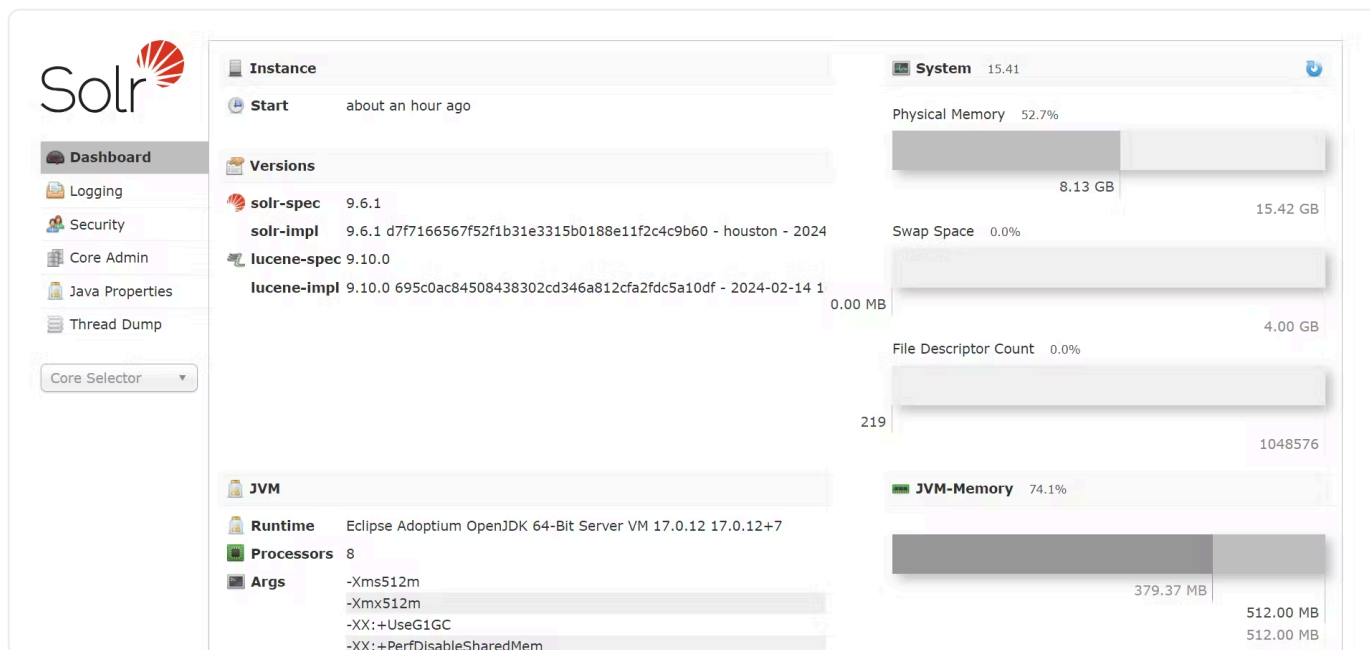 Solr
Dashboard
Logging
Security
Core Admin
Java Properties
Thread Dump
Core Selector
Instance
Start about an hour ago
Versions
solr-spec 9.6.1
solr-impl 9.6.1 d7f7166567f52f1b31e3315b0188e11f2c4c9b60 - houston - 2024
lucene-spec 9.10.0
lucene-impl 9.10.0 695c0ac84508438302cd346a812cfa2fdc5a10df - 2024-02-14 1
JVM
Runtime Eclipse Adoptium OpenJDK 64-Bit Server VM 17.0.12 17.0.12+7
Processors 8
Args -Xms512m
-Xmx512m
-XX:+UseG1GC
-XX:+PerfDisableSharedMem
System 15.41
Physical Memory 52.7%
8.13 GB
15.42 GB
Swap Space 0.0%
0.00 MB
4.00 GB
File Descriptor Count 0.0%
219
1048576
JVM-Memory 74.1%
379.37 MB
512.00 MB
512.00 MB